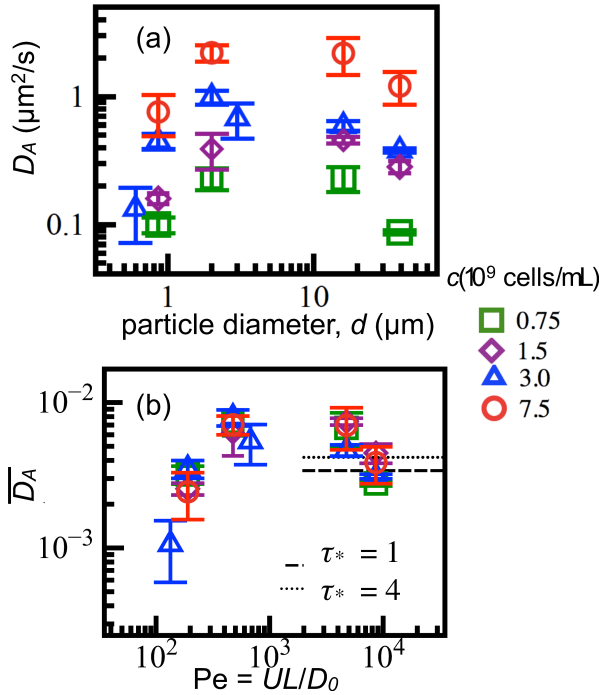 (a)
D_A (μm²/s)
1
0.1
1
10
particle diameter, d (μm)
c(10⁹ cells/mL)
0.75
1.5
3.0
7.5
(b)
D̅_A
10⁻²
10⁻³
τ* = 1
τ* = 4
10²
10³
10⁴
Pe = UL/D₀